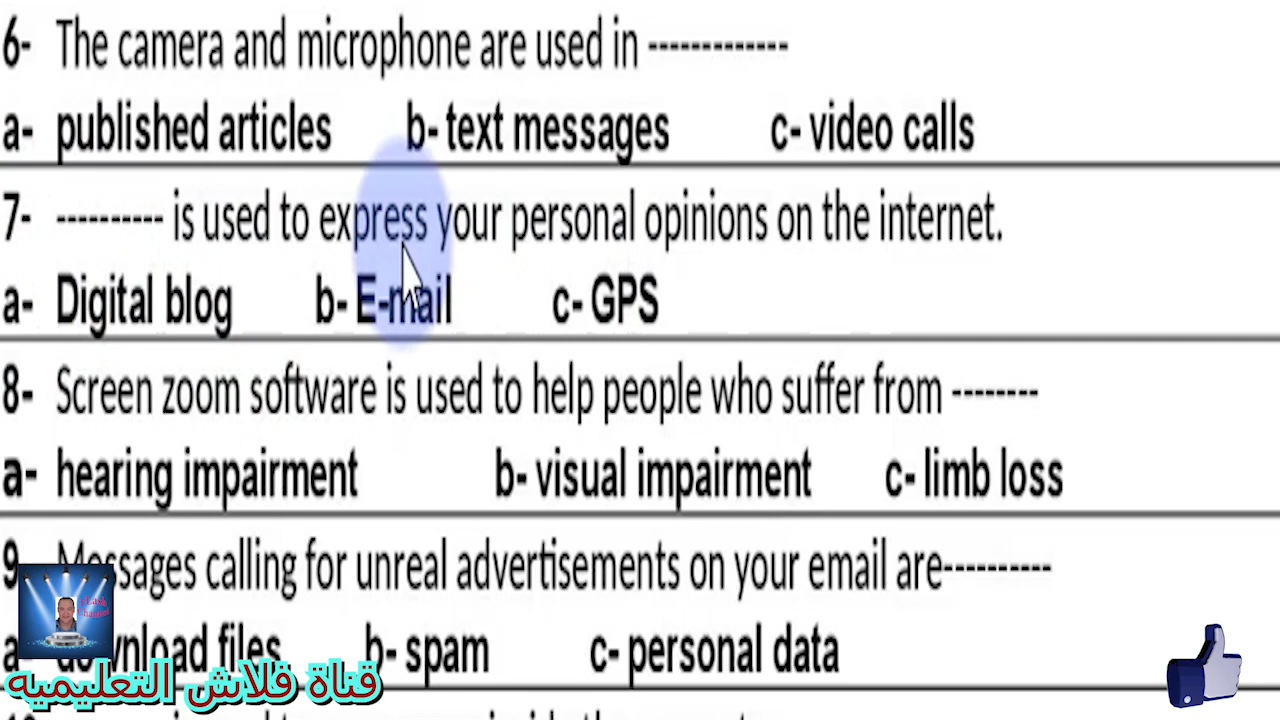 6- The camera and microphone are used in -------------
a- published articles b- text messages c- video calls
7- ---------- is used to express your personal opinions on the internet.
a- Digital blog b- E-mail c- GPS
8- Screen zoom software is used to help people who suffer from --------
a- hearing impairment b- visual impairment c- limb loss
9 Messages calling for unreal advertisements on your email are----------
a- download files b- spam c- personal data
قناة فلاش التعليميه